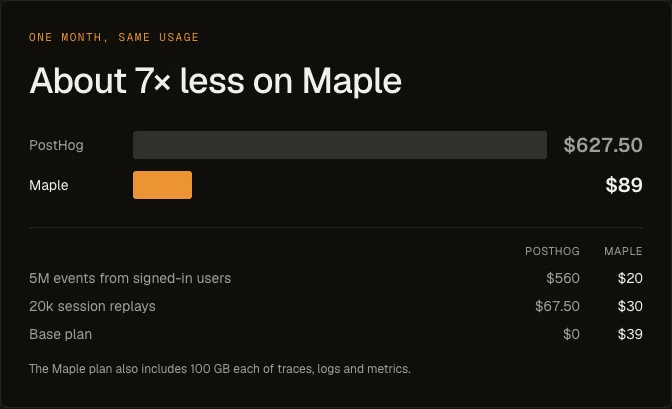 ONE MONTH, SAME USAGE
About 7× less on Maple
PostHog $627.50
Maple $89
POSTHOG MAPLE
5M events from signed-in users $560 $20
20k session replays $67.50 $30
Base plan $0 $39
The Maple plan also includes 100 GB each of traces, logs and metrics.